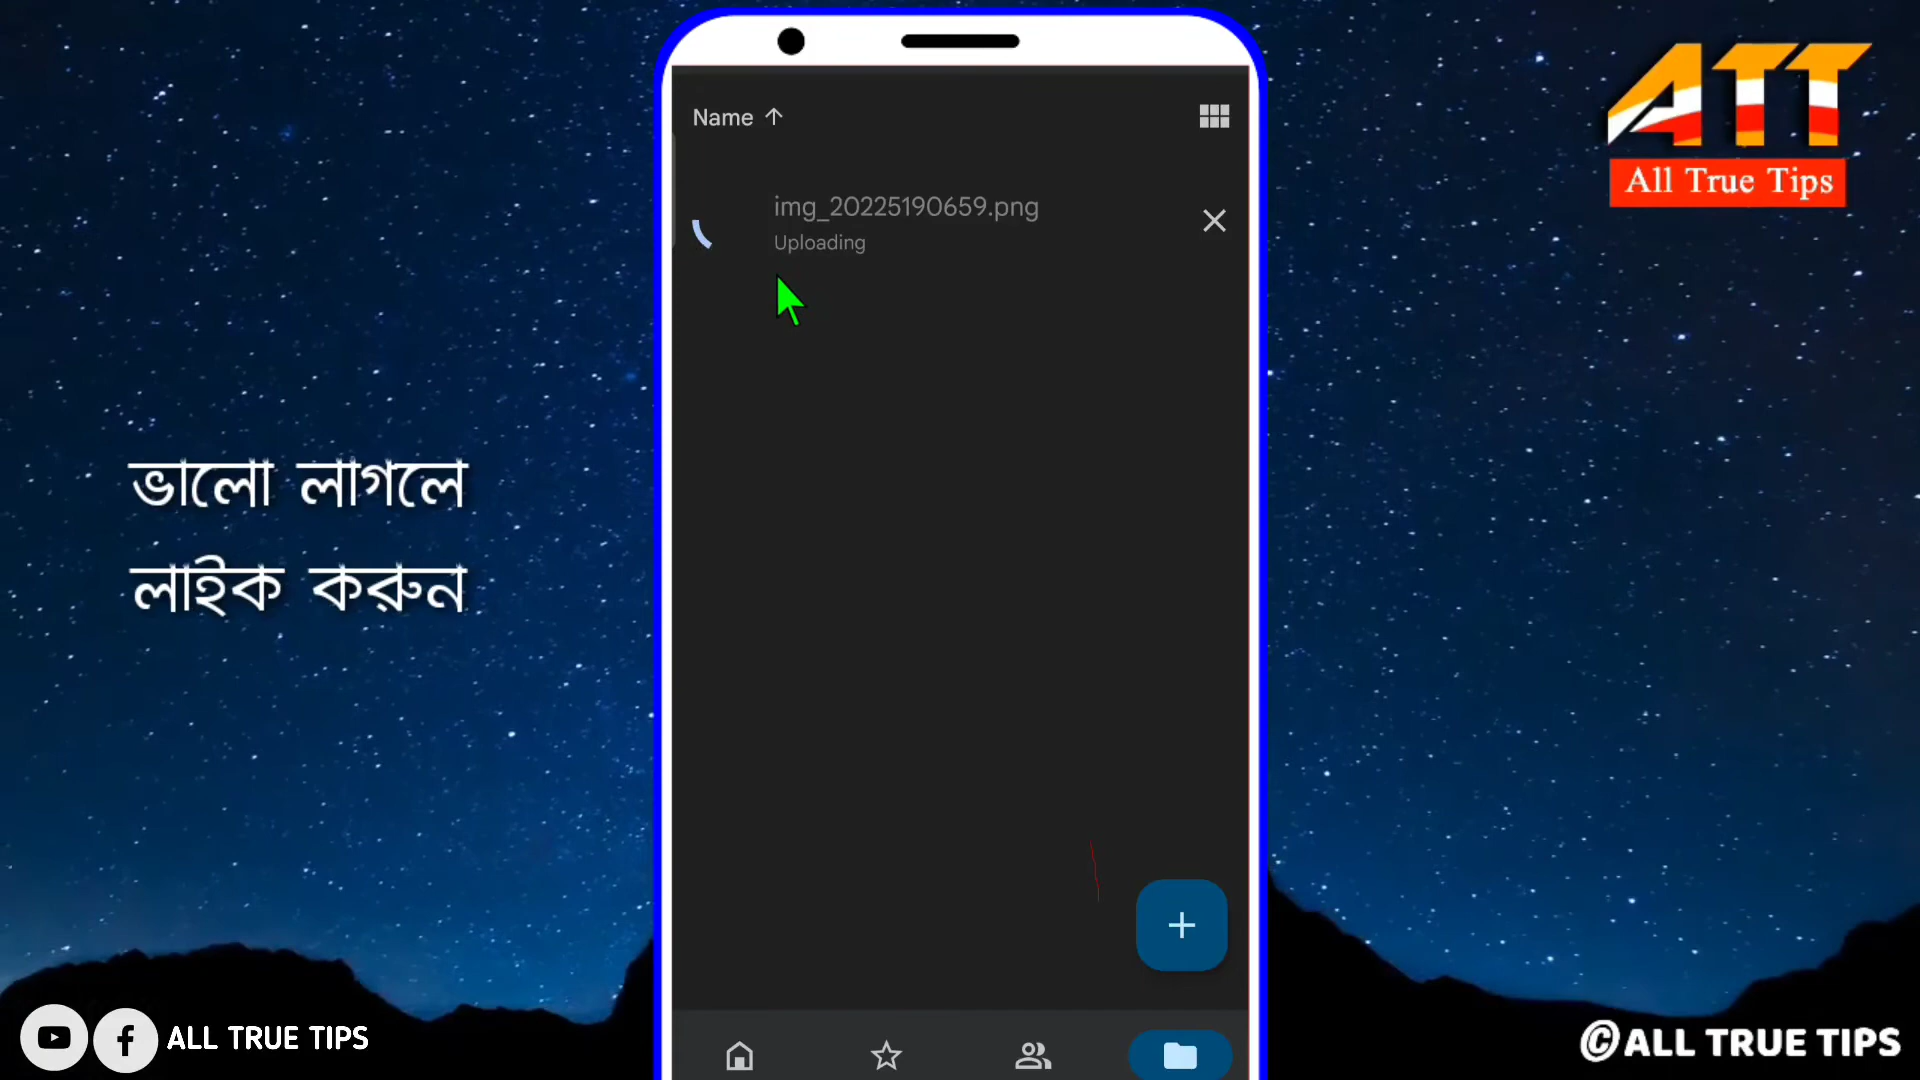 Name
img_20225190659.png
Uploading
ATT
All True Tips
ভালো লাগলে
লাইক করুন
ALL TRUE TIPS
©ALL TRUE TIPS